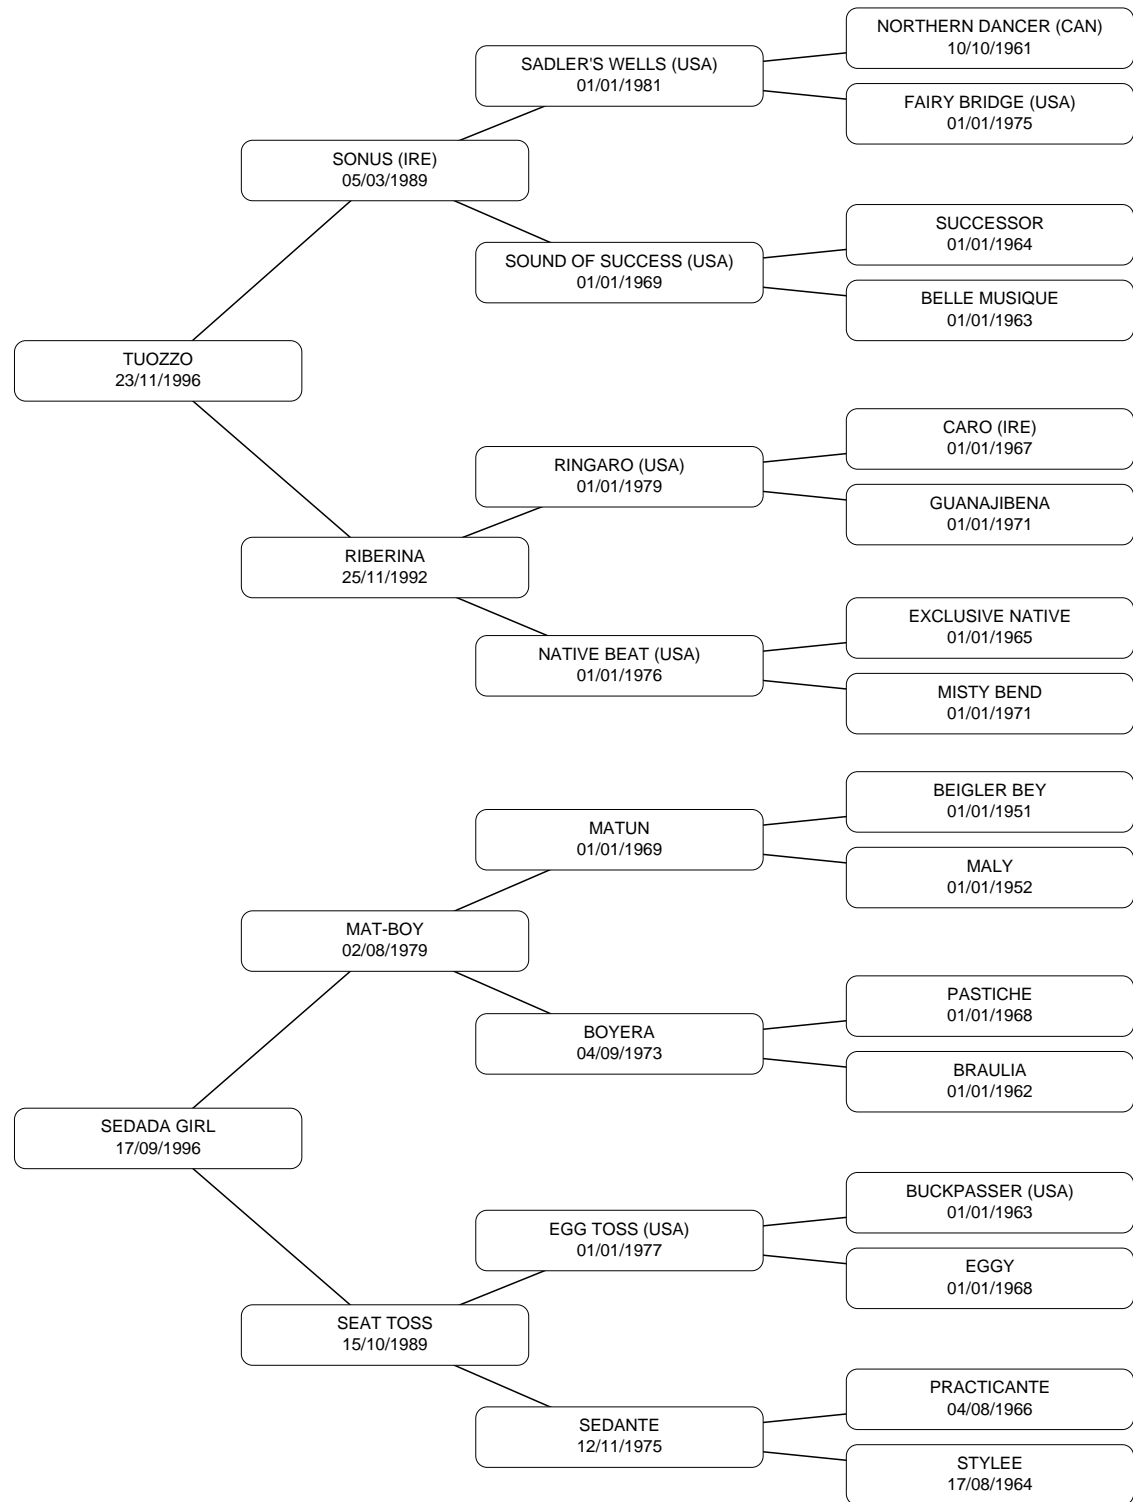 NORTHERN DANCER (CAN)
10/10/1961
SADLER'S WELLS (USA)
01/01/1981
FAIRY BRIDGE (USA)
01/01/1975
SONUS (IRE)
05/03/1989
SUCCESSOR
01/01/1964
SOUND OF SUCCESS (USA)
01/01/1969
BELLE MUSIQUE
01/01/1963
TUOZZO
23/11/1996
CARO (IRE)
01/01/1967
RINGARO (USA)
01/01/1979
GUANAJIBENA
01/01/1971
RIBERINA
25/11/1992
EXCLUSIVE NATIVE
01/01/1965
NATIVE BEAT (USA)
01/01/1976
MISTY BEND
01/01/1971
BEIGLER BEY
01/01/1951
MATUN
01/01/1969
MALY
01/01/1952
MAT-BOY
02/08/1979
PASTICHE
01/01/1968
BOYERA
04/09/1973
BRAULIA
01/01/1962
SEDADA GIRL
17/09/1996
BUCKPASSER (USA)
01/01/1963
EGG TOSS (USA)
01/01/1977
EGGY
01/01/1968
SEAT TOSS
15/10/1989
PRACTICANTE
04/08/1966
SEDANTE
12/11/1975
STYLEE
17/08/1964